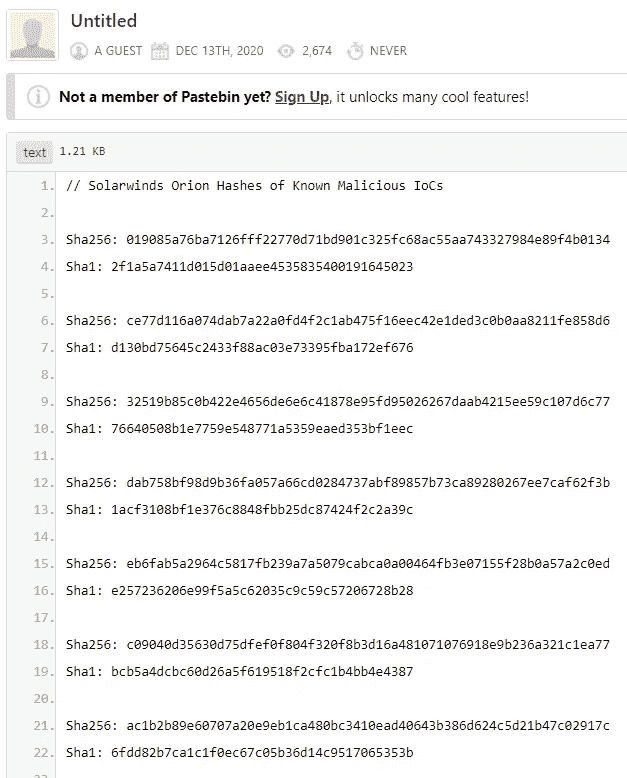 Untitled
A GUEST DEC 13TH, 2020 2,674 NEVER
Not a member of Pastebin yet? Sign Up, it unlocks many cool features!
text 1.21 KB
1. // Solarwinds Orion Hashes of Known Malicious IoCs
2.
3. Sha256: 019085a76ba7126fff22770d71bd901c325fc68ac55aa743327984e89f4b0134
4. Sha1: 2f1a5a7411d015d01aaee4535835400191645023
5.
6. Sha256: ce77d116a074dab7a22a0fd4f2c1ab475f16eec42e1ded3c0b0aa8211fe858d6
7. Sha1: d130bd75645c2433f88ac03e73395fba172ef676
8.
9. Sha256: 32519b85c0b422e4656de6e6c41878e95fd95026267daab4215ee59c107d6c77
10. Sha1: 76640508b1e7759e548771a5359eaed353bf1eec
11.
12. Sha256: dab758bf98d9b36fa057a66cd0284737abf89857b73ca89280267ee7caf62f3b
13. Sha1: 1acf3108bf1e376c8848fbb25dc87424f2c2a39c
14.
15. Sha256: eb6fab5a2964c5817fb239a7a5079cabca0a00464fb3e07155f28b0a57a2c0ed
16. Sha1: e257236206e99f5a5c62035c9c59c57206728b28
17.
18. Sha256: c09040d35630d75dfef0f804f320f8b3d16a481071076918e9b236a321c1ea77
19. Sha1: bcb5a4dcbc60d26a5f619518f2cfc1b4bb4e4387
20.
21. Sha256: ac1b2b89e60707a20e9eb1ca480bc3410ead40643b386d624c5d21b47c02917c
22. Sha1: 6fdd82b7ca1c1f0ec67c05b36d14c9517065353b